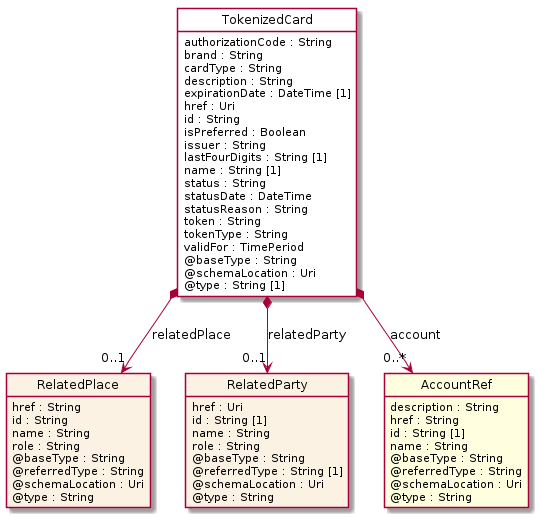 TokenizedCard
authorizationCode : String
brand : String
cardType : String
description : String
expirationDate : DateTime [1]
href : Uri
id : String
isPreferred : Boolean
issuer : String
lastFourDigits : String [1]
name : String [1]
status : String
statusDate : DateTime
statusReason : String
token : String
tokenType : String
validFor : TimePeriod
@baseType : String
@schemaLocation : Uri
@type : String [1]
relatedPlace
relatedParty
account
0..1
0..1
0..*
RelatedPlace
href : String
id : String
name : String
role : String
@baseType : String
@referredType : String
@schemaLocation : Uri
@type : String
RelatedParty
href : Uri
id : String [1]
name : String
role : String
@baseType : String
@referredType : String [1]
@schemaLocation : Uri
@type : String
AccountRef
description : String
href : String
id : String [1]
name : String
@baseType : String
@referredType : String
@schemaLocation : Uri
@type : String